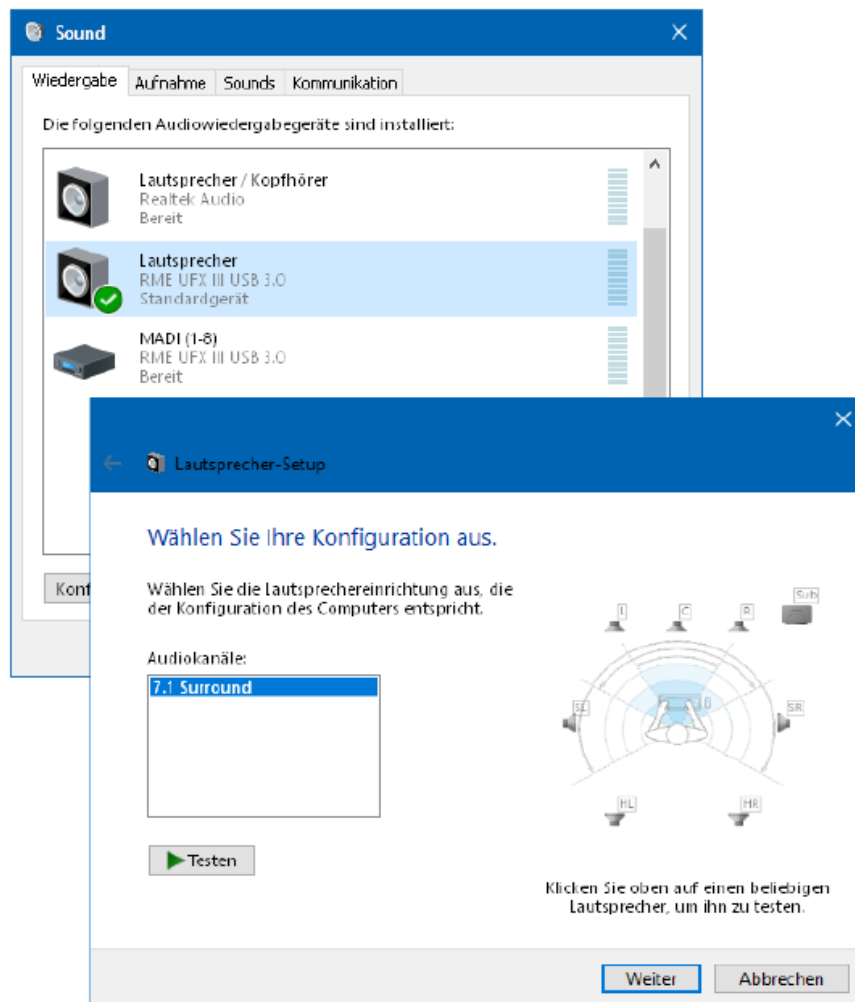 Sound
Wiedergabe Aufnahme Sounds Kommunikation
Die folgenden Audiowiedergabegeräte sind installiert:
Lautsprecher / Kopfhörer
Realtek Audio
Bereit
Lautsprecher
RME UFX III USB 3.0
Standardgerät
MADI (1-8)
RME UFX III USB 3.0
Bereit
Konf
Lautsprecher-Setup
Wählen Sie Ihre Konfiguration aus.
Wählen Sie die Lautsprechereinrichtung aus, die
der Konfiguration des Computers entspricht.
Audiokanäle:
7.1 Surround
Testen
L C R Sub
SL SR
HL HR
Klicken Sie oben auf einen beliebigen
Lautsprecher, um ihn zu testen.
Weiter Abbrechen